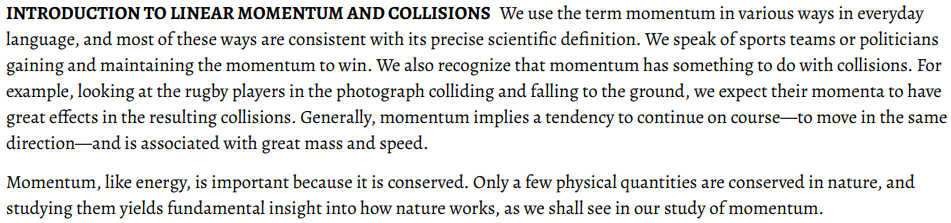 INTRODUCTION TO LINEAR MOMENTUM AND COLLISIONS We use the term momentum in various ways in everyday
language, and most of these ways are consistent with its precise scientific definition. We speak of sports teams or politicians
gaining and maintaining the momentum to win. We also recognize that momentum has something to do with collisions. For
example, looking at the rugby players in the photograph colliding and falling to the ground, we expect their momenta to have
great effects in the resulting collisions. Generally, momentum implies a tendency to continue on course—to move in the same
direction—and is associated with great mass and speed.
Momentum, like energy, is important because it is conserved. Only a few physical quantities are conserved in nature, and
studying them yields fundamental insight into how nature works, as we shall see in our study of momentum.